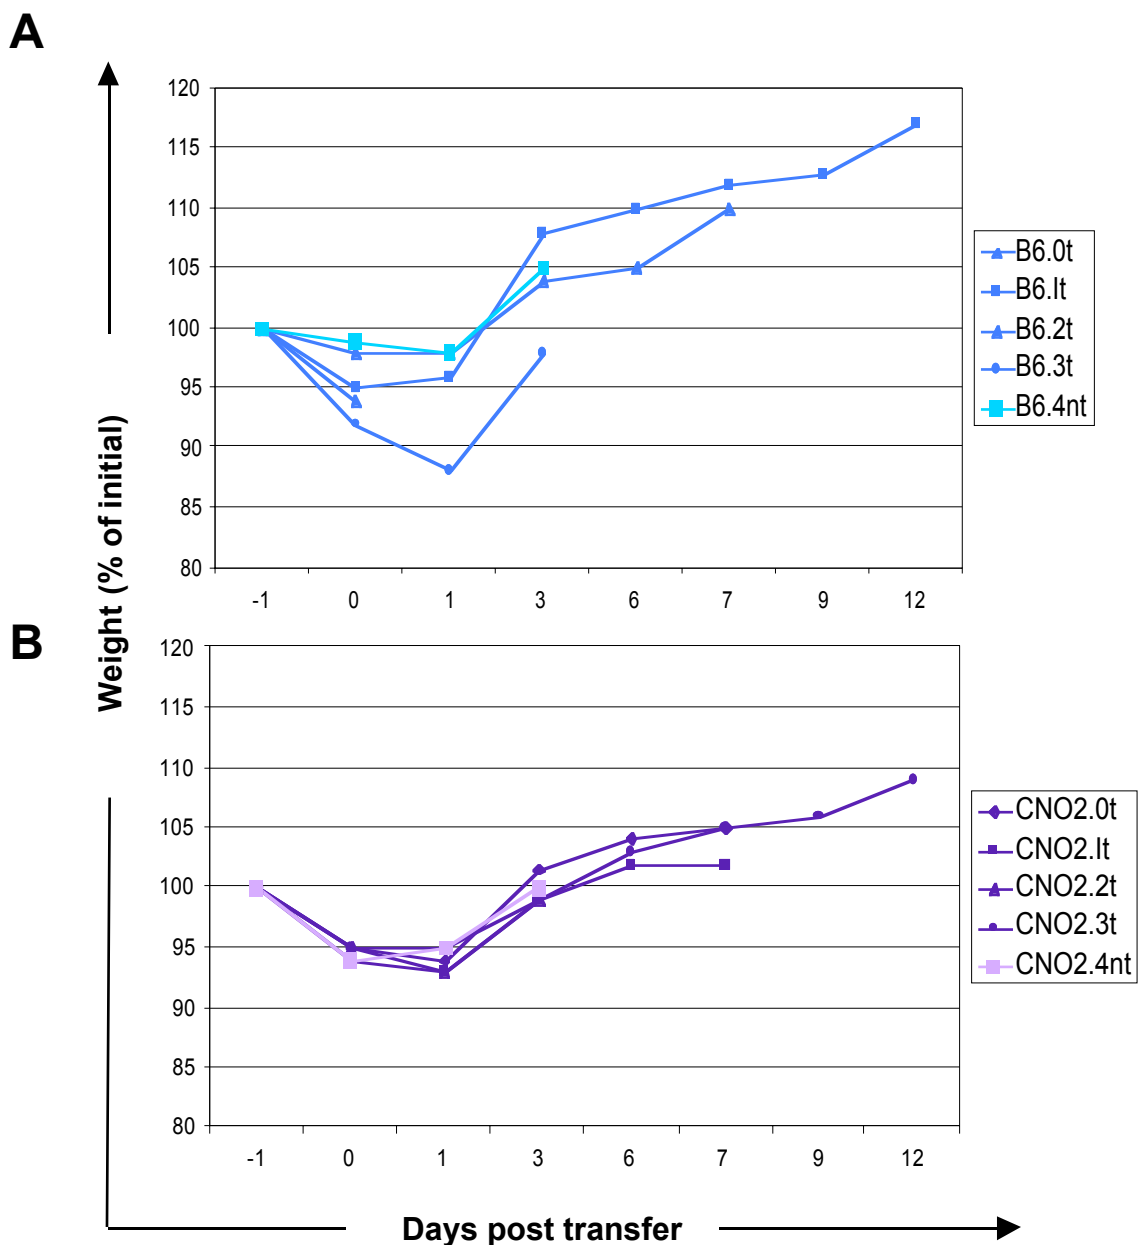 A
120
115
110
105
100
95
90
85
80
-1 0 1 3 6 7 9 12
B6.0t
B6.It
B6.2t
B6.3t
B6.4nt
Weight (% of initial)
B
120
115
110
105
100
95
90
85
80
-1 0 1 3 6 7 9 12
CNO2.0t
CNO2.It
CNO2.2t
CNO2.3t
CNO2.4nt
Days post transfer